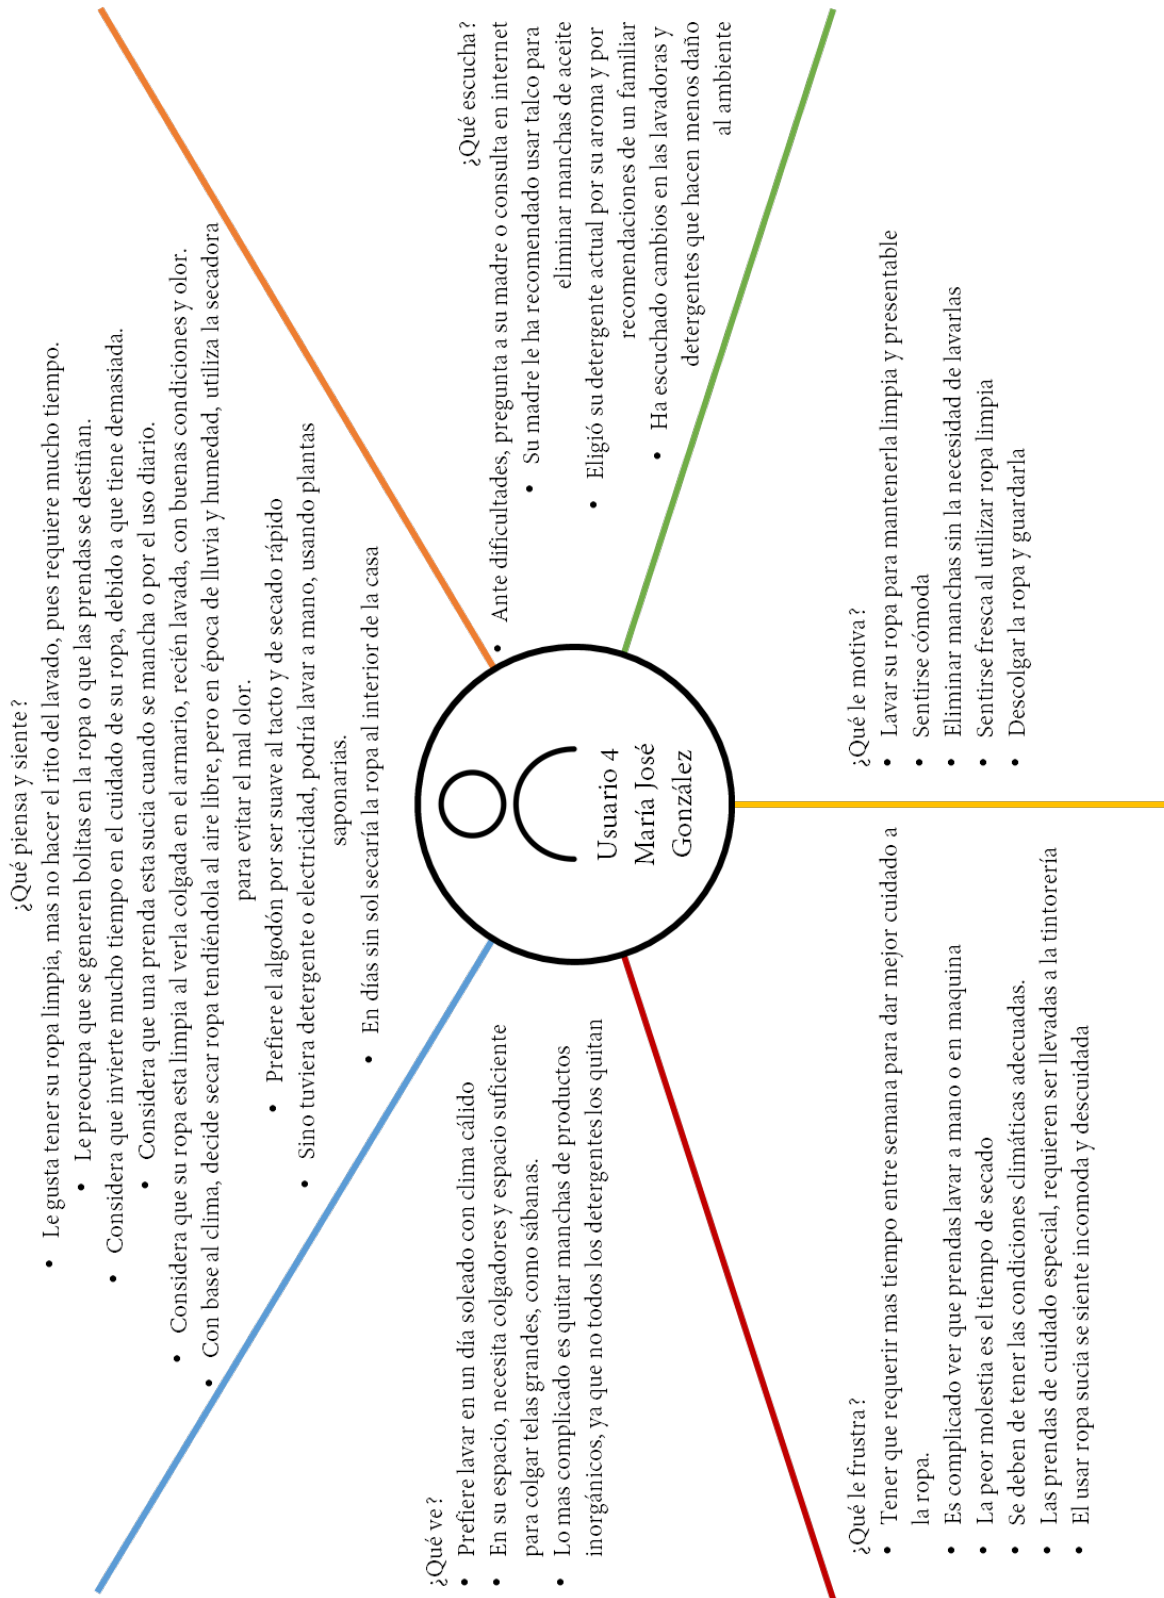 ¿Qué piensa y siente?
• Le gusta tener su ropa limpia, mas no hacer el rito del lavado, pues requiere mucho tiempo.
• Le preocupa que se generen bolitas en la ropa o que las prendas se destiñan.
• Considera que invierte mucho tiempo en el cuidado de su ropa, debido a que tiene demasiada.
• Considera que una prenda esta sucia cuando se mancha o por el uso diario.
• Considera que su ropa esta limpia al verla colgada en el armario, recién lavada, con buenas condiciones y olor.
• Con base al clima, decide secar ropa tendiéndola al aire libre, pero en época de lluvia y humedad, utiliza la secadora
para evitar el mal olor.
• Prefiere el algodón por ser suave al tacto y de secado rápido
• Sino tuviera detergente o electricidad, podría lavar a mano, usando plantas
saponarias.
• En días sin sol secaría la ropa al interior de la casa
¿Qué ve?
• Prefiere lavar en un día soleado con clima cálido
• En su espacio, necesita colgadores y espacio suficiente
para colgar telas grandes, como sábanas.
• Lo mas complicado es quitar manchas de productos
inorgánicos, ya que no todos los detergentes los quitan
Usuario 4
María José
González
¿Qué escucha?
• Ante dificultades, pregunta a su madre o consulta en internet
• Su madre le ha recomendado usar talco para
eliminar manchas de aceite
• Eligió su detergente actual por su aroma y por
recomendaciones de un familiar
• Ha escuchado cambios en las lavadoras y
detergentes que hacen menos daño
al ambiente
¿Qué le frustra?
• Tener que requerir mas tiempo entre semana para dar mejor cuidado a
la ropa.
• Es complicado ver que prendas lavar a mano o en maquina
• La peor molestia es el tiempo de secado
• Se deben de tener las condiciones climáticas adecuadas.
• Las prendas de cuidado especial, requieren ser llevadas a la tintorería
• El usar ropa sucia se siente incomoda y descuidada
¿Qué le motiva?
• Lavar su ropa para mantenerla limpia y presentable
• Sentirse cómoda
• Eliminar manchas sin la necesidad de lavarlas
• Sentirse fresca al utilizar ropa limpia
• Descolgar la ropa y guardarla